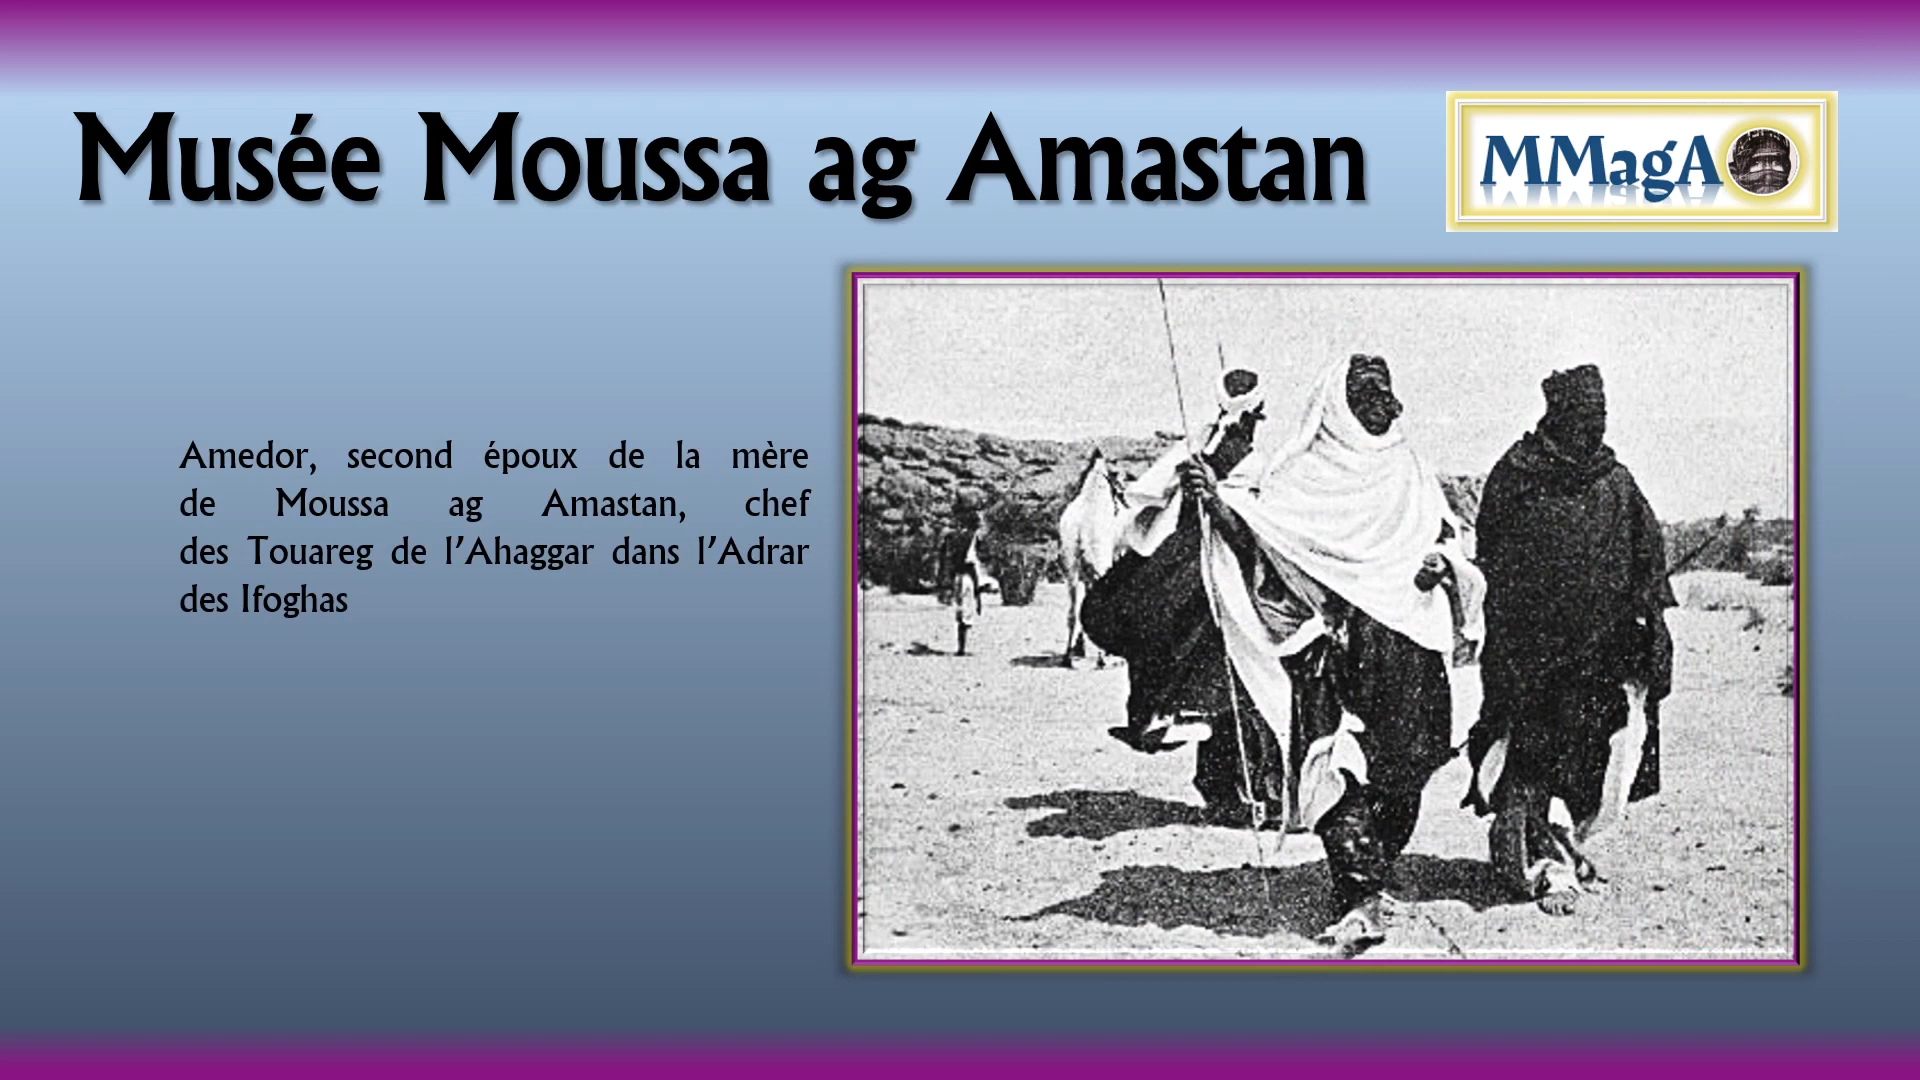 Musée Moussa ag Amastan
MMagA
Amedor, second époux de la mère
de Moussa ag Amastan, chef
des Touareg de l’Ahaggar dans l’Adrar
des Ifoghas